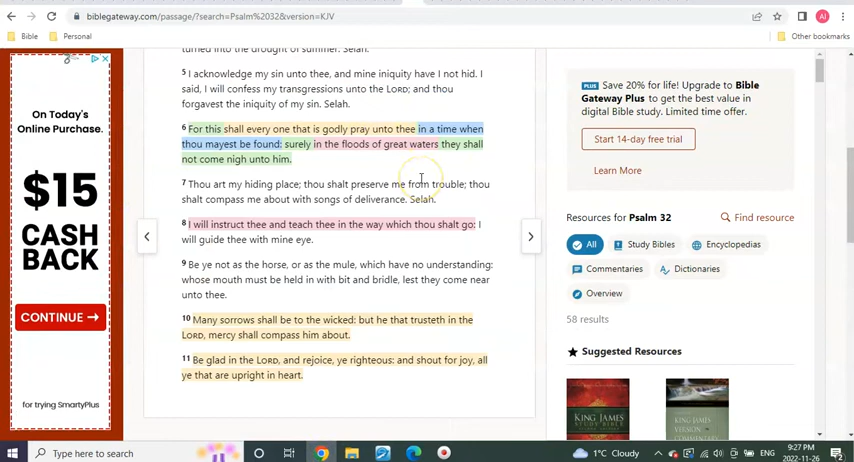 biblegateway.com/passage/?search=Psalm%2032&version=KJV
AI
Bible
Personal
Other bookmarks
turned into the drought of summer. Selah.
5 I acknowledge my sin unto thee, and mine iniquity have I not hid. I
said, I will confess my transgressions unto the LORD; and thou
forgavest the iniquity of my sin. Selah.
6 For this shall every one that is godly pray unto thee in a time when
thou mayest be found: surely in the floods of great waters they shall
not come nigh unto him.
7 Thou art my hiding place; thou shalt preserve me from trouble; thou
shalt compass me about with songs of deliverance. Selah.
8 I will instruct thee and teach thee in the way which thou shalt go: I
will guide thee with mine eye.
9 Be ye not as the horse, or as the mule, which have no understanding:
whose mouth must be held in with bit and bridle, lest they come near
unto thee.
10 Many sorrows shall be to the wicked: but he that trusteth in the
LORD, mercy shall compass him about.
11 Be glad in the LORD, and rejoice, ye righteous: and shout for joy, all
ye that are upright in heart.
On Today's
Online Purchase.
$15
CASH
BACK
CONTINUE →
for trying SmartyPlus
PLUS Save 20% for life! Upgrade to Bible
Gateway Plus to get the best value in
digital Bible study. Limited time offer.
Start 14-day free trial
Learn More
Resources for Psalm 32
Find resource
All
Study Bibles
Encyclopedias
Commentaries
Dictionaries
Overview
58 results
Suggested Resources
KING JAMES
STUDY BIBLE
KING JAMES
VERSION
COMMENTARY
Type here to search
1°C Cloudy
ENG
9:27 PM
2022-11-26
2